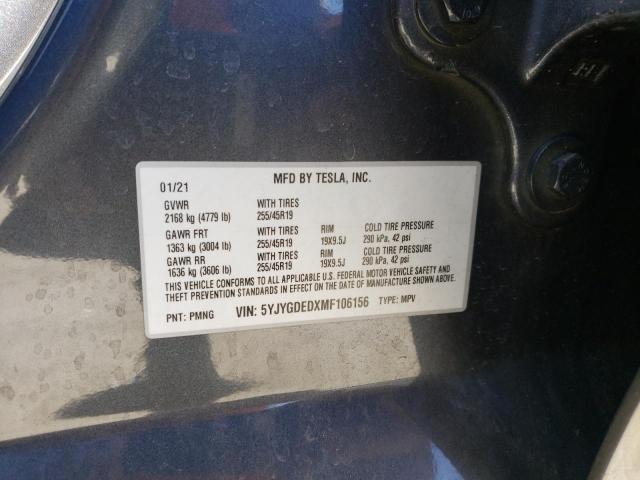 MFD BY TESLA, INC.
01/21
GVWR WITH TIRES
2168 kg (4779 lb) 255/45R19
GAWR FRT WITH TIRES RIM COLD TIRE PRESSURE
1363 kg (3004 lb) 255/45R19 19X9.5J 290 kPa, 42 psi
GAWR RR WITH TIRES RIM COLD TIRE PRESSURE
1636 kg (3606 lb) 255/45R19 19X9.5J 290 kPa, 42 psi
THIS VEHICLE CONFORMS TO ALL APPLICABLE U.S. FEDERAL MOTOR VEHICLE SAFETY AND
THEFT PREVENTION STANDARDS IN EFFECT ON THE DATE OF MANUFACTURE SHOWN ABOVE.
PNT: PMNG VIN: 5YJYGDEDXMF106156 TYPE: MPV